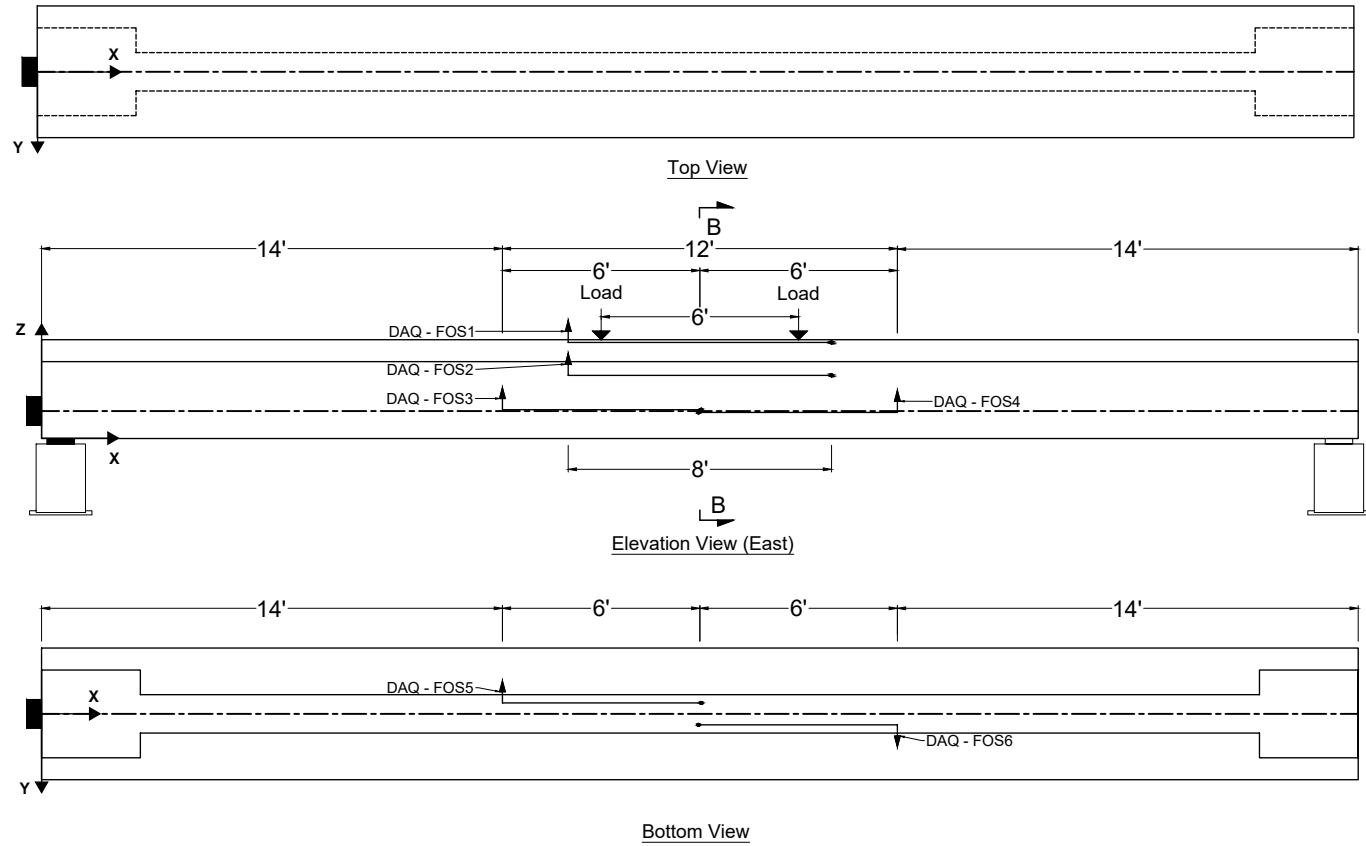 X
Y
Top View
B
14'
12'
14'
6'
6'
Load
Load
6'
Z
DAQ - FOS1
DAQ - FOS2
DAQ - FOS3
DAQ - FOS4
X
8'
B
Elevation View (East)
14'
6'
6'
14'
DAQ - FOS5
X
DAQ - FOS6
Y
Bottom View